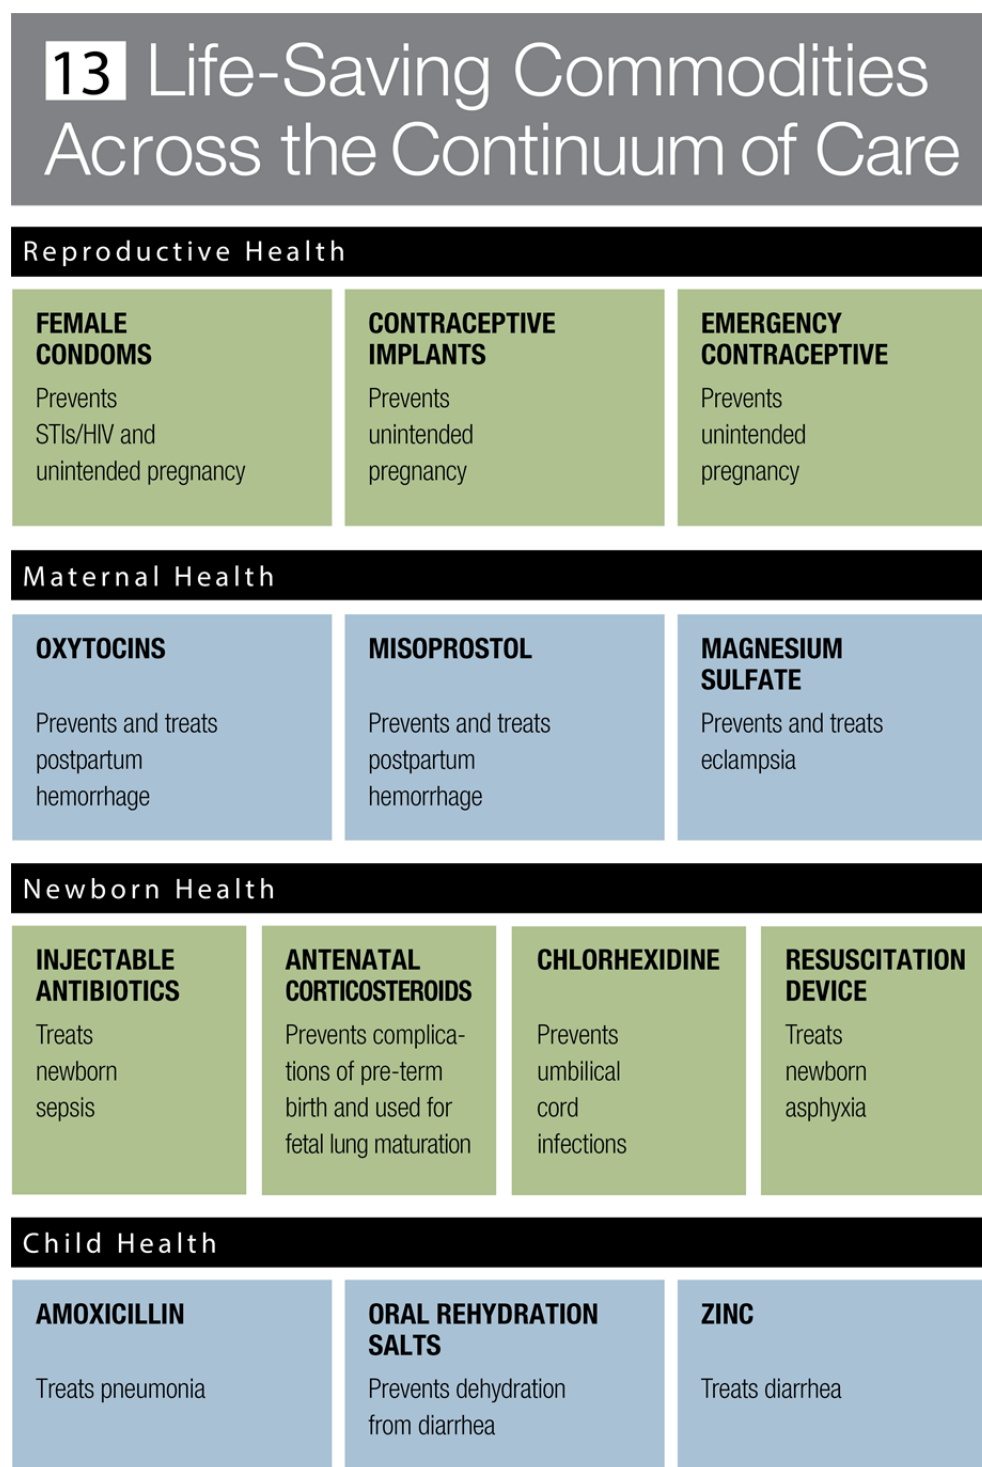 13 Life-Saving Commodities
Across the Continuum of Care
Reproductive Health
FEMALE
CONDOMS
Prevents
STIs/HIV and
unintended pregnancy
CONTRACEPTIVE
IMPLANTS
Prevents
unintended
pregnancy
EMERGENCY
CONTRACEPTIVE
Prevents
unintended
pregnancy
Maternal Health
OXYTOCINS
Prevents and treats
postpartum
hemorrhage
MISOPROSTOL
Prevents and treats
postpartum
hemorrhage
MAGNESIUM
SULFATE
Prevents and treats
eclampsia
Newborn Health
INJECTABLE
ANTIBIOTICS
Treats
newborn
sepsis
ANTENATAL
CORTICOSTEROIDS
Prevents complica-
tions of pre-term
birth and used for
fetal lung maturation
CHLORHEXIDINE
Prevents
umbilical
cord
infections
RESUSCITATION
DEVICE
Treats
newborn
asphyxia
Child Health
AMOXICILLIN
Treats pneumonia
ORAL REHYDRATION
SALTS
Prevents dehydration
from diarrhea
ZINC
Treats diarrhea